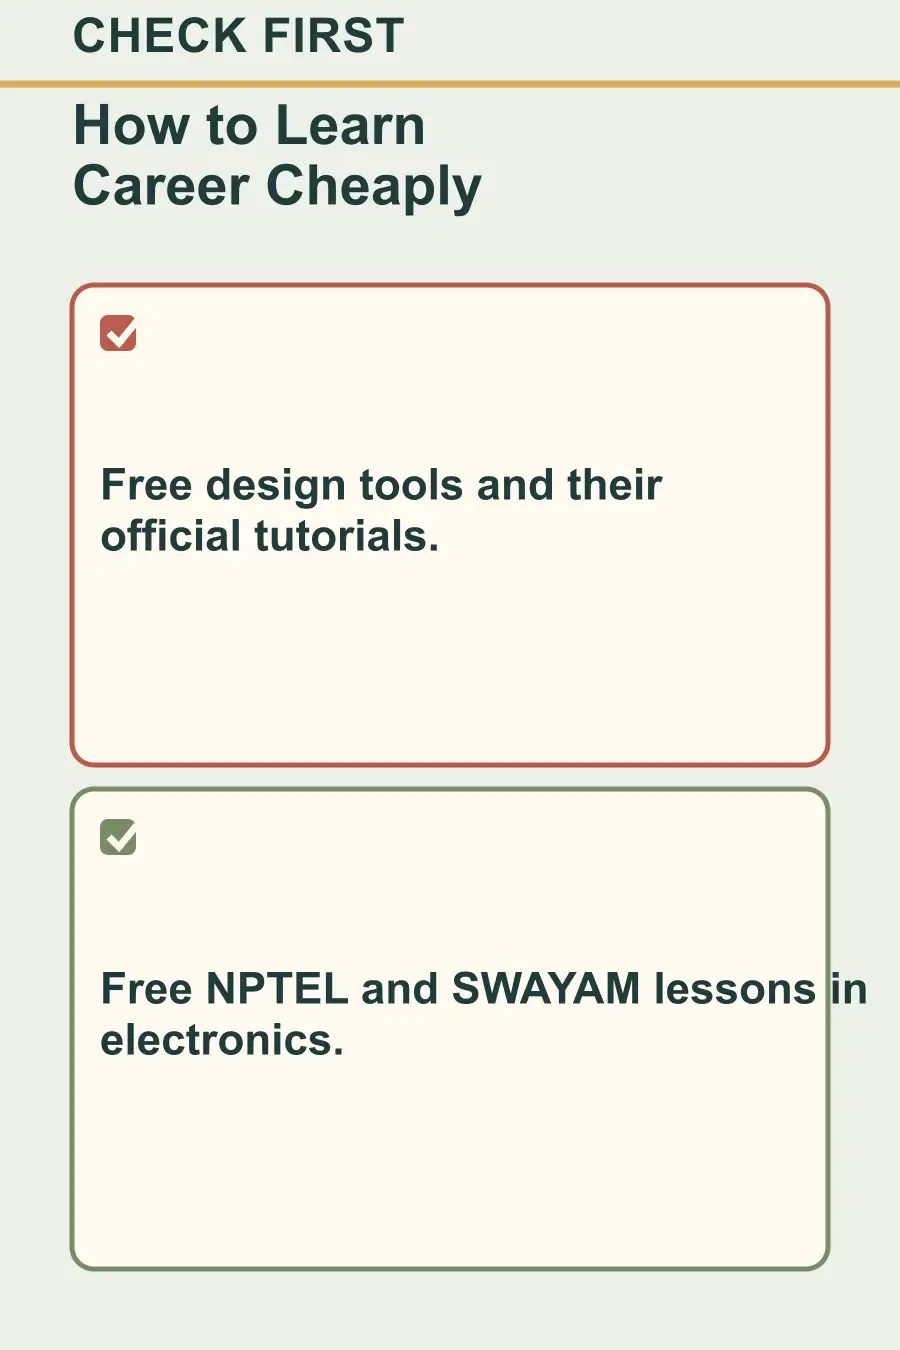 CHECK FIRST
How to Learn
Career Cheaply
Free design tools and their
official tutorials.
Free NPTEL and SWAYAM lessons in
electronics.